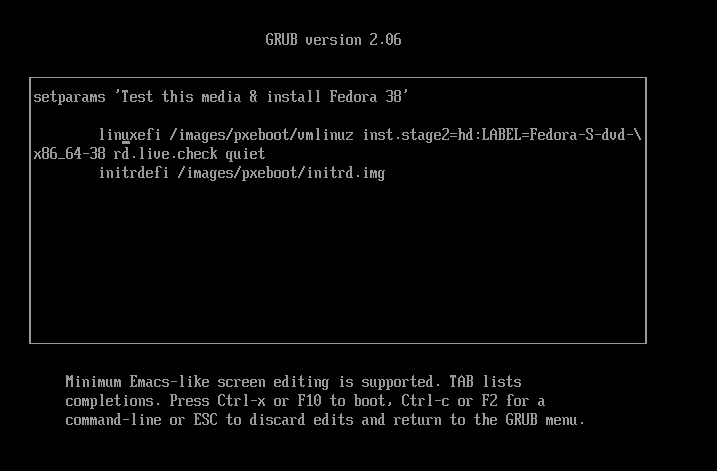 GRUB version 2.06
setparams 'Test this media & install Fedora 38'
linuxefi /images/pxeboot/vmlinuz inst.stage2=hd:LABEL=Fedora-S-dvd-\
x86_64-38 rd.live.check quiet
initrdefi /images/pxeboot/initrd.img
Minimum Emacs-like screen editing is supported. TAB lists
completions. Press Ctrl-x or F10 to boot, Ctrl-c or F2 for a
command-line or ESC to discard edits and return to the GRUB menu.